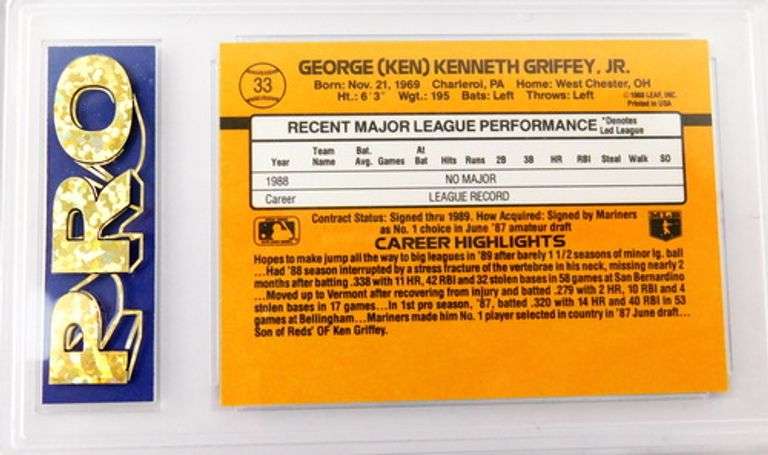 PRO
33
GEORGE (KEN) KENNETH GRIFFEY, JR.
Born: Nov. 21, 1969 Charleroi, PA Home: West Chester, OH
Ht.: 6'3" Wgt.: 195 Bats: Left Throws: Left
© 1988 LEAF, INC.
Printed in USA
RECENT MAJOR LEAGUE PERFORMANCE *Denotes
Led League
Year Team Name Bat. Avg. Games At Bat Hits Runs 2B 3B HR RBI Steal Walk SO
1988 NO MAJOR
Career LEAGUE RECORD
Contract Status: Signed thru 1989. How Acquired: Signed by Mariners
as No. 1 choice in June '87 amateur draft
MLBPA
CAREER HIGHLIGHTS
Hopes to make jump all the way to big leagues in '89 after barely 1 1/2 seasons of minor lg. ball
...Had '88 season interrupted by a stress fracture of the vertebrae in his neck, missing nearly 2
months after batting .338 with 11 HR, 42 RBI and 32 stolen bases in 58 games at San Bernardino
...Moved up to Vermont after recovering from injury and batted .279 with 2 HR, 10 RBI and 4
stolen bases in 17 games...In 1st pro season, '87, batted .320 with 14 HR and 40 RBI in 53
games at Bellingham...Mariners made him No. 1 player selected in country in '87 June draft...
Son of Reds' OF Ken Griffey.